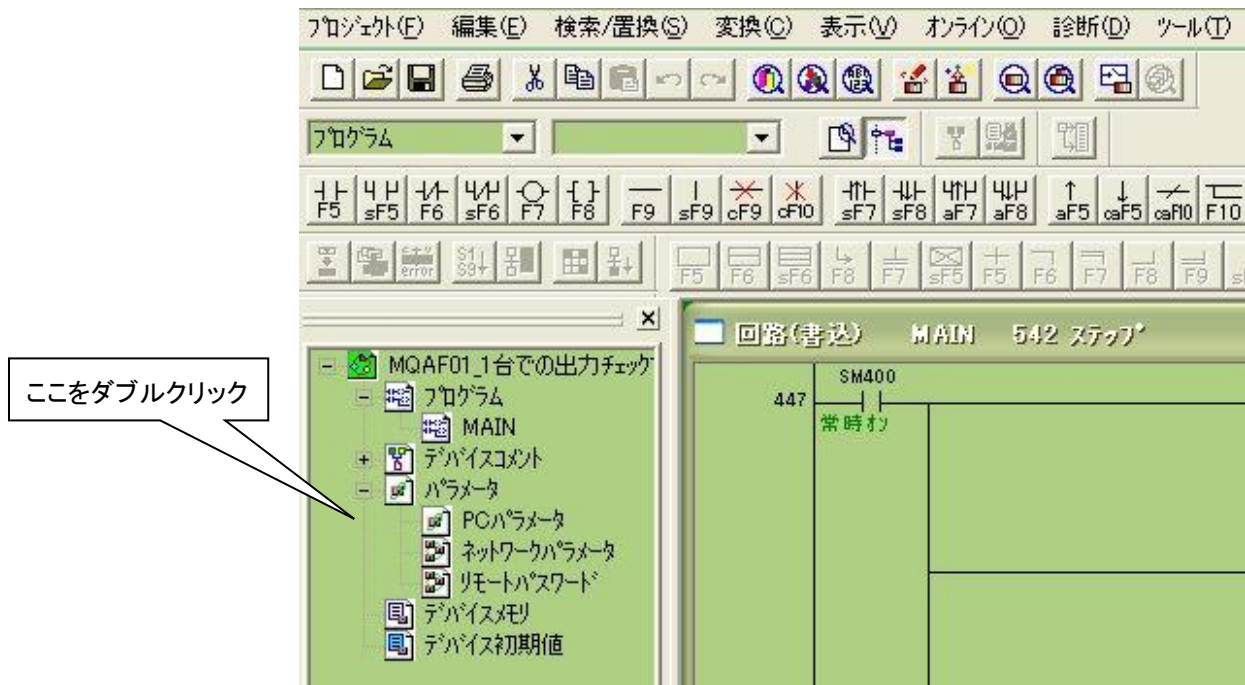 プロジェクト(F) 編集(E) 検索/置換(S) 変換(C) 表示(V) オンライン(O) 診断(D) ツール(T)
プログラム
F5 sF5 F6 sF6 F7 F8 F9 sF9 cF9 cF10 sF7 sF8 aF7 aF8 aF5 caF5 caF10 F10
error F5 F6 sF6 F8 F7 sF5 F5 F6 F7 F8 F9
回路(書込) MAIN 542 ステップ
MQAF01_1台での出力チェック
プログラム
MAIN
デバイスコメント
パラメータ
PCパラメータ
ネットワークパラメータ
リモートパスワード
デバイスメモリ
デバイス初期値
ここをダブルクリック
SM400
447
常時オン